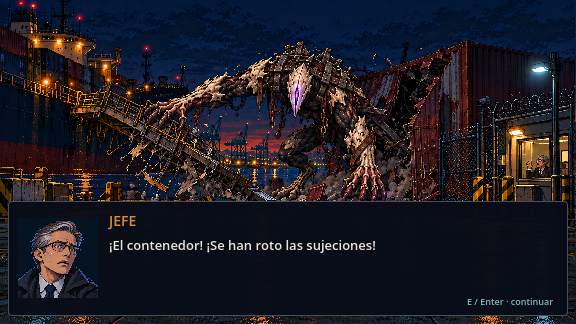 JEFE
¡El contenedor! ¡Se han roto las sujeciones!
E / Enter · continuar